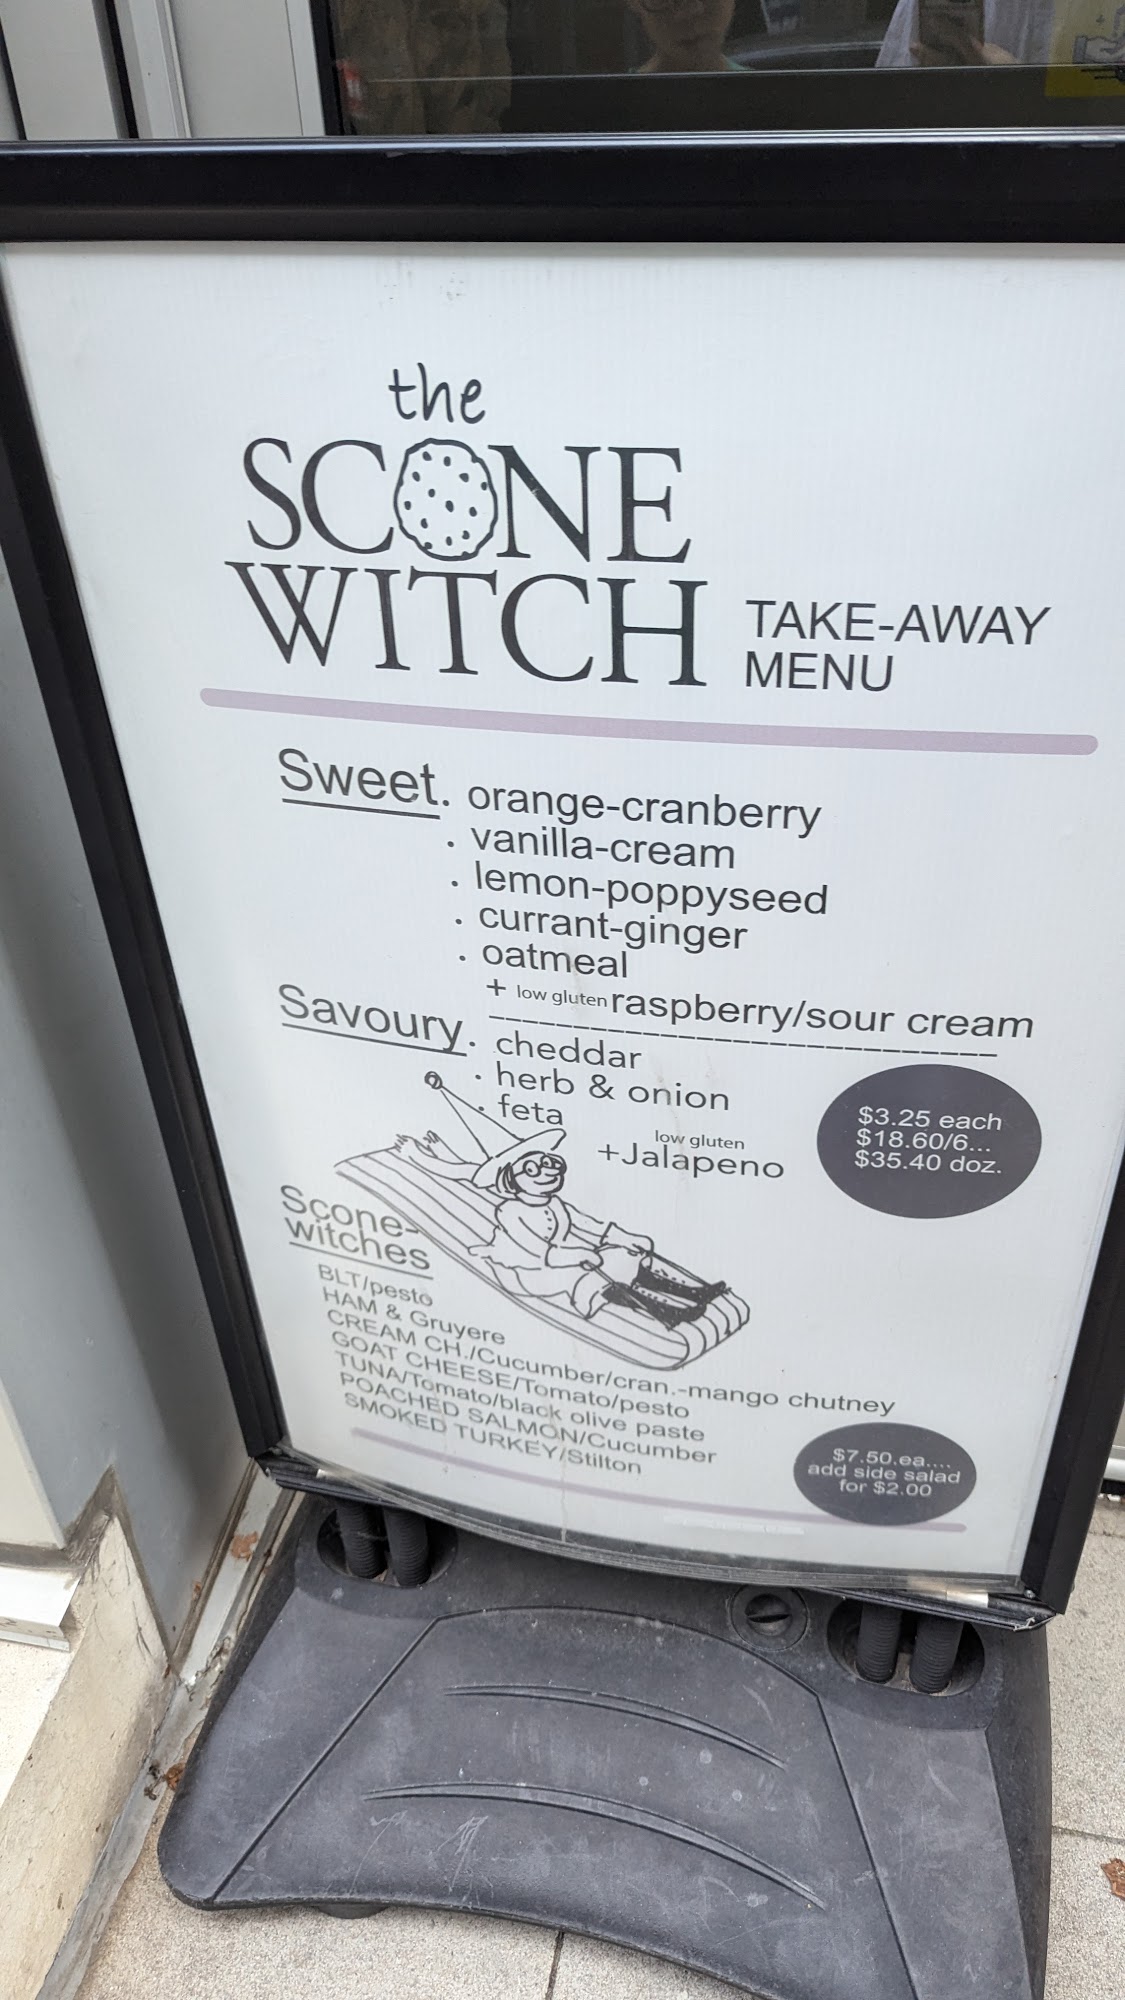 the
SCONE
WITCH
TAKE-AWAY
MENU
Sweet. orange-cranberry
. vanilla-cream
. lemon-poppyseed
. currant-ginger
. oatmeal
+ low gluten raspberry/sour cream
Savoury. cheddar
. herb & onion
. feta
low gluten
+Jalapeno
$3.25 each
$18.60/6...
$35.40 doz.
Scone-
witches
BLT/pesto
HAM & Gruyere
CREAM CH./Cucumber/cran.-mango chutney
GOAT CHEESE/Tomato/pesto
TUNA/Tomato/black olive paste
POACHED SALMON/Cucumber
SMOKED TURKEY/Stilton
$7.50.ea....
add side salad
for $2.00